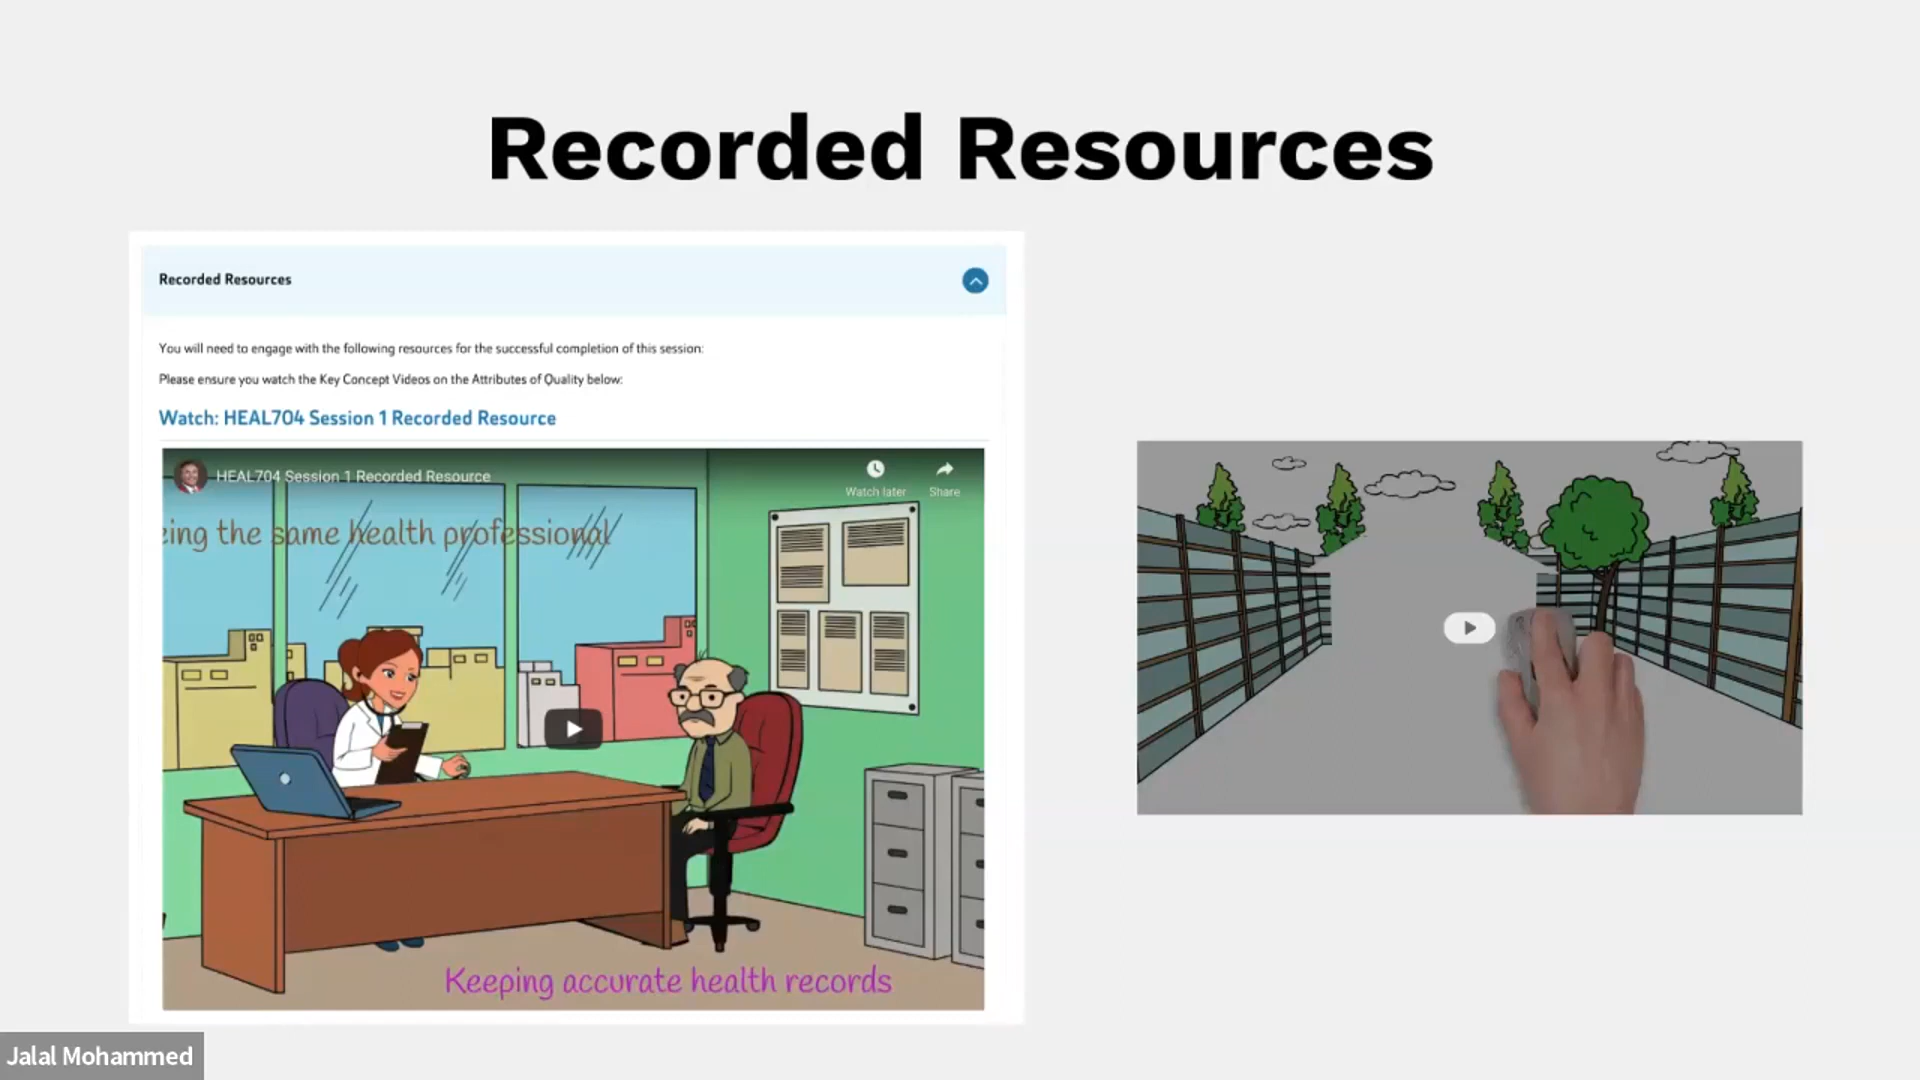 Recorded Resources
Recorded Resources
You will need to engage with the following resources for the successful completion of this session:
Please ensure you watch the Key Concept Videos on the Attributes of Quality below:
Watch: HEAL704 Session 1 Recorded Resource
HEAL704 Session 1 Recorded Resource
Watch later
Share
eing the same health professional
Keeping accurate health records
Jalal Mohammed